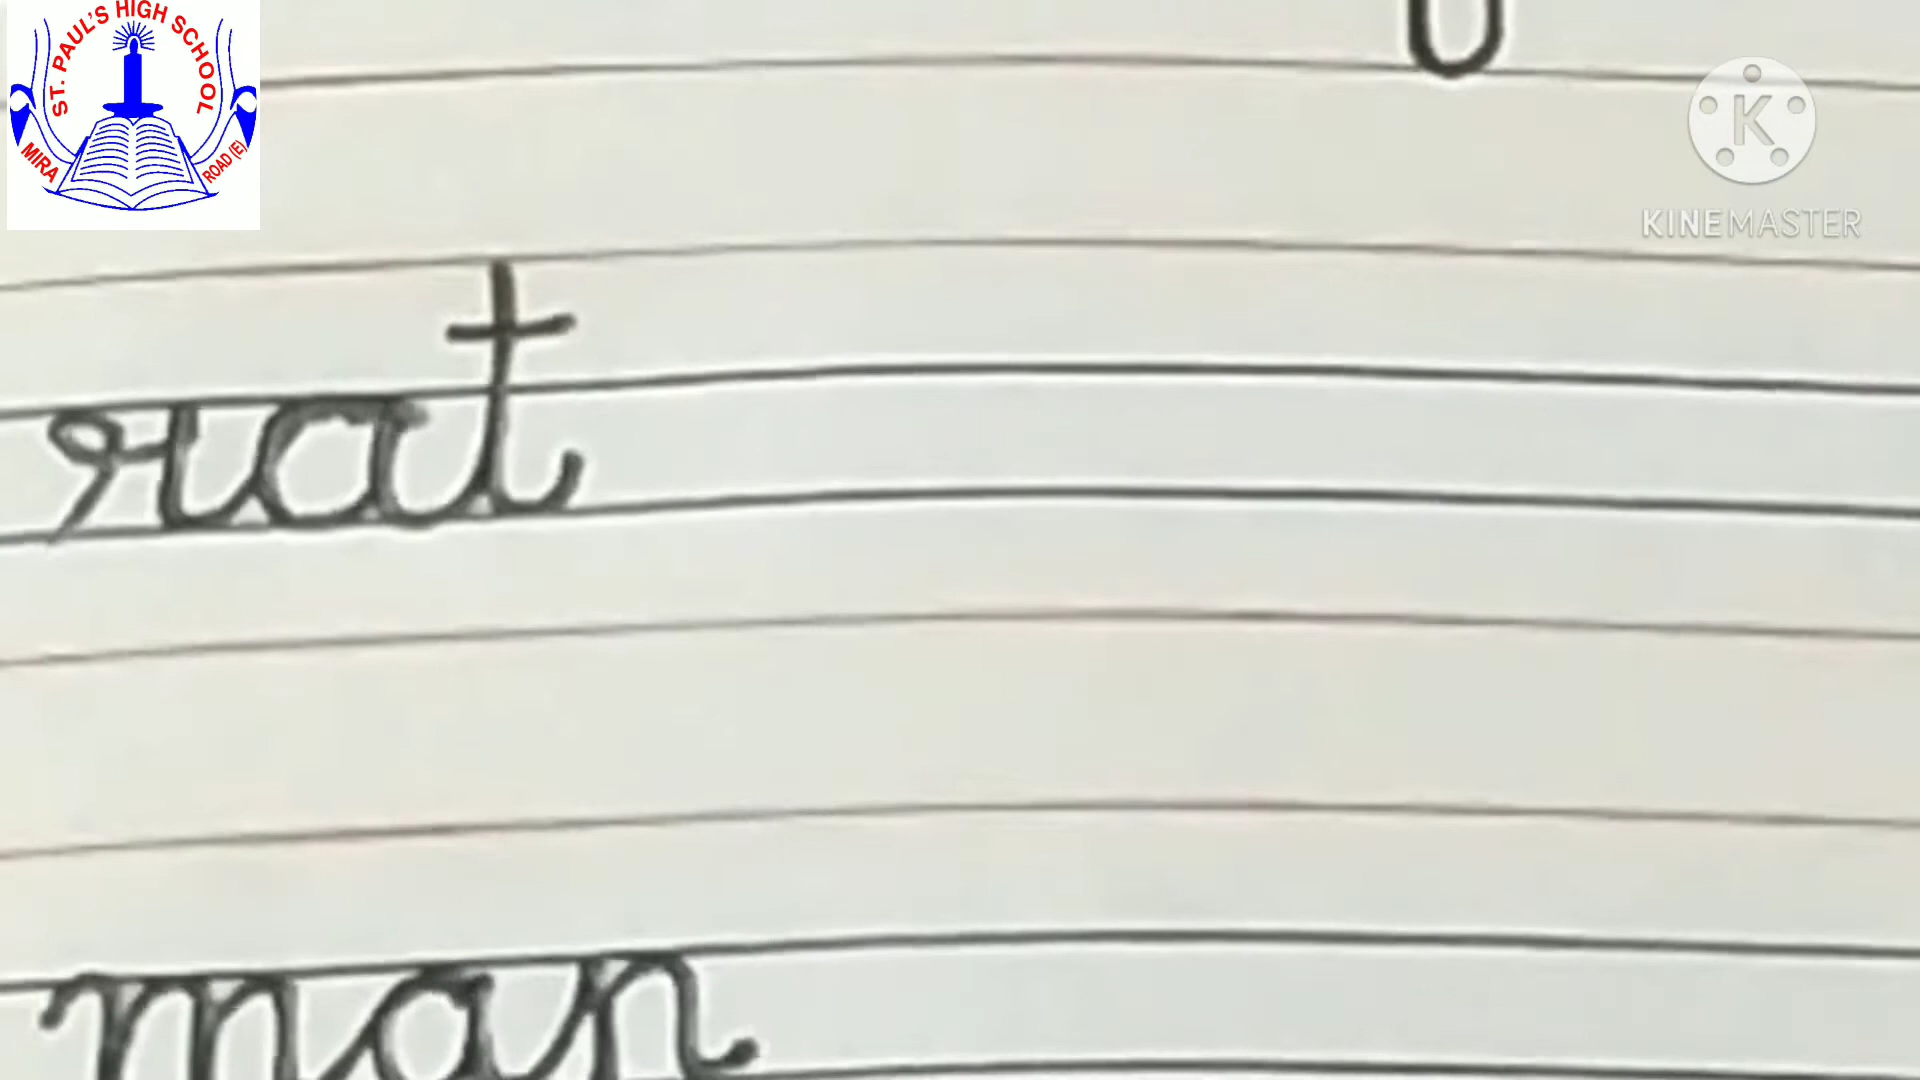 ST. PAUL'S HIGH SCHOOL
MIRA ROAD (E)
K
KINEMASTER
rat
man